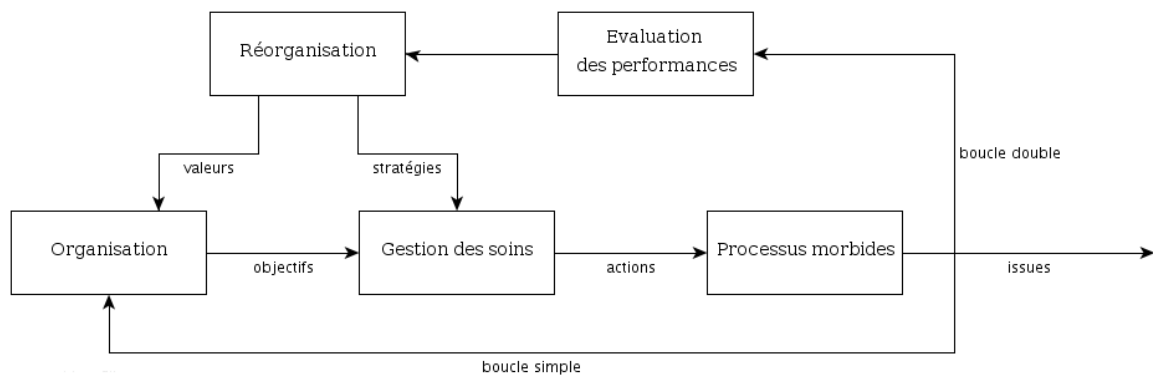 Réorganisation
Evaluation
des performances
valeurs
stratégies
boucle double
Organisation
objectifs
Gestion des soins
actions
Processus morbides
issues
boucle simple